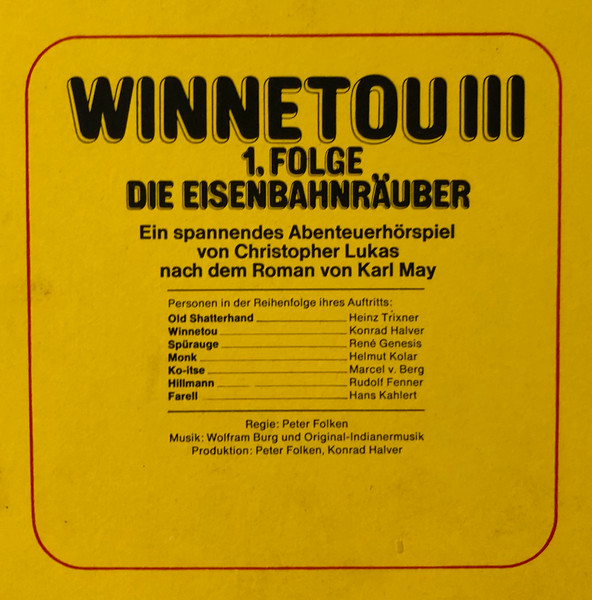 WINNETOU III
1. FOLGE
DIE EISENBAHNRÄUBER
Ein spannendes Abenteuerhörspiel
von Christopher Lukas
nach dem Roman von Karl May
Personen in der Reihenfolge ihres Auftritts:
Old Shatterhand Heinz Trixner
Winnetou Konrad Halver
Spürauge René Genesis
Monk Helmut Kolar
Ko-itse Marcel v. Berg
Hillmann Rudolf Fenner
Farell Hans Kahlert
Regie: Peter Folken
Musik: Wolfram Burg und Original-Indianermusik
Produktion: Peter Folken, Konrad Halver